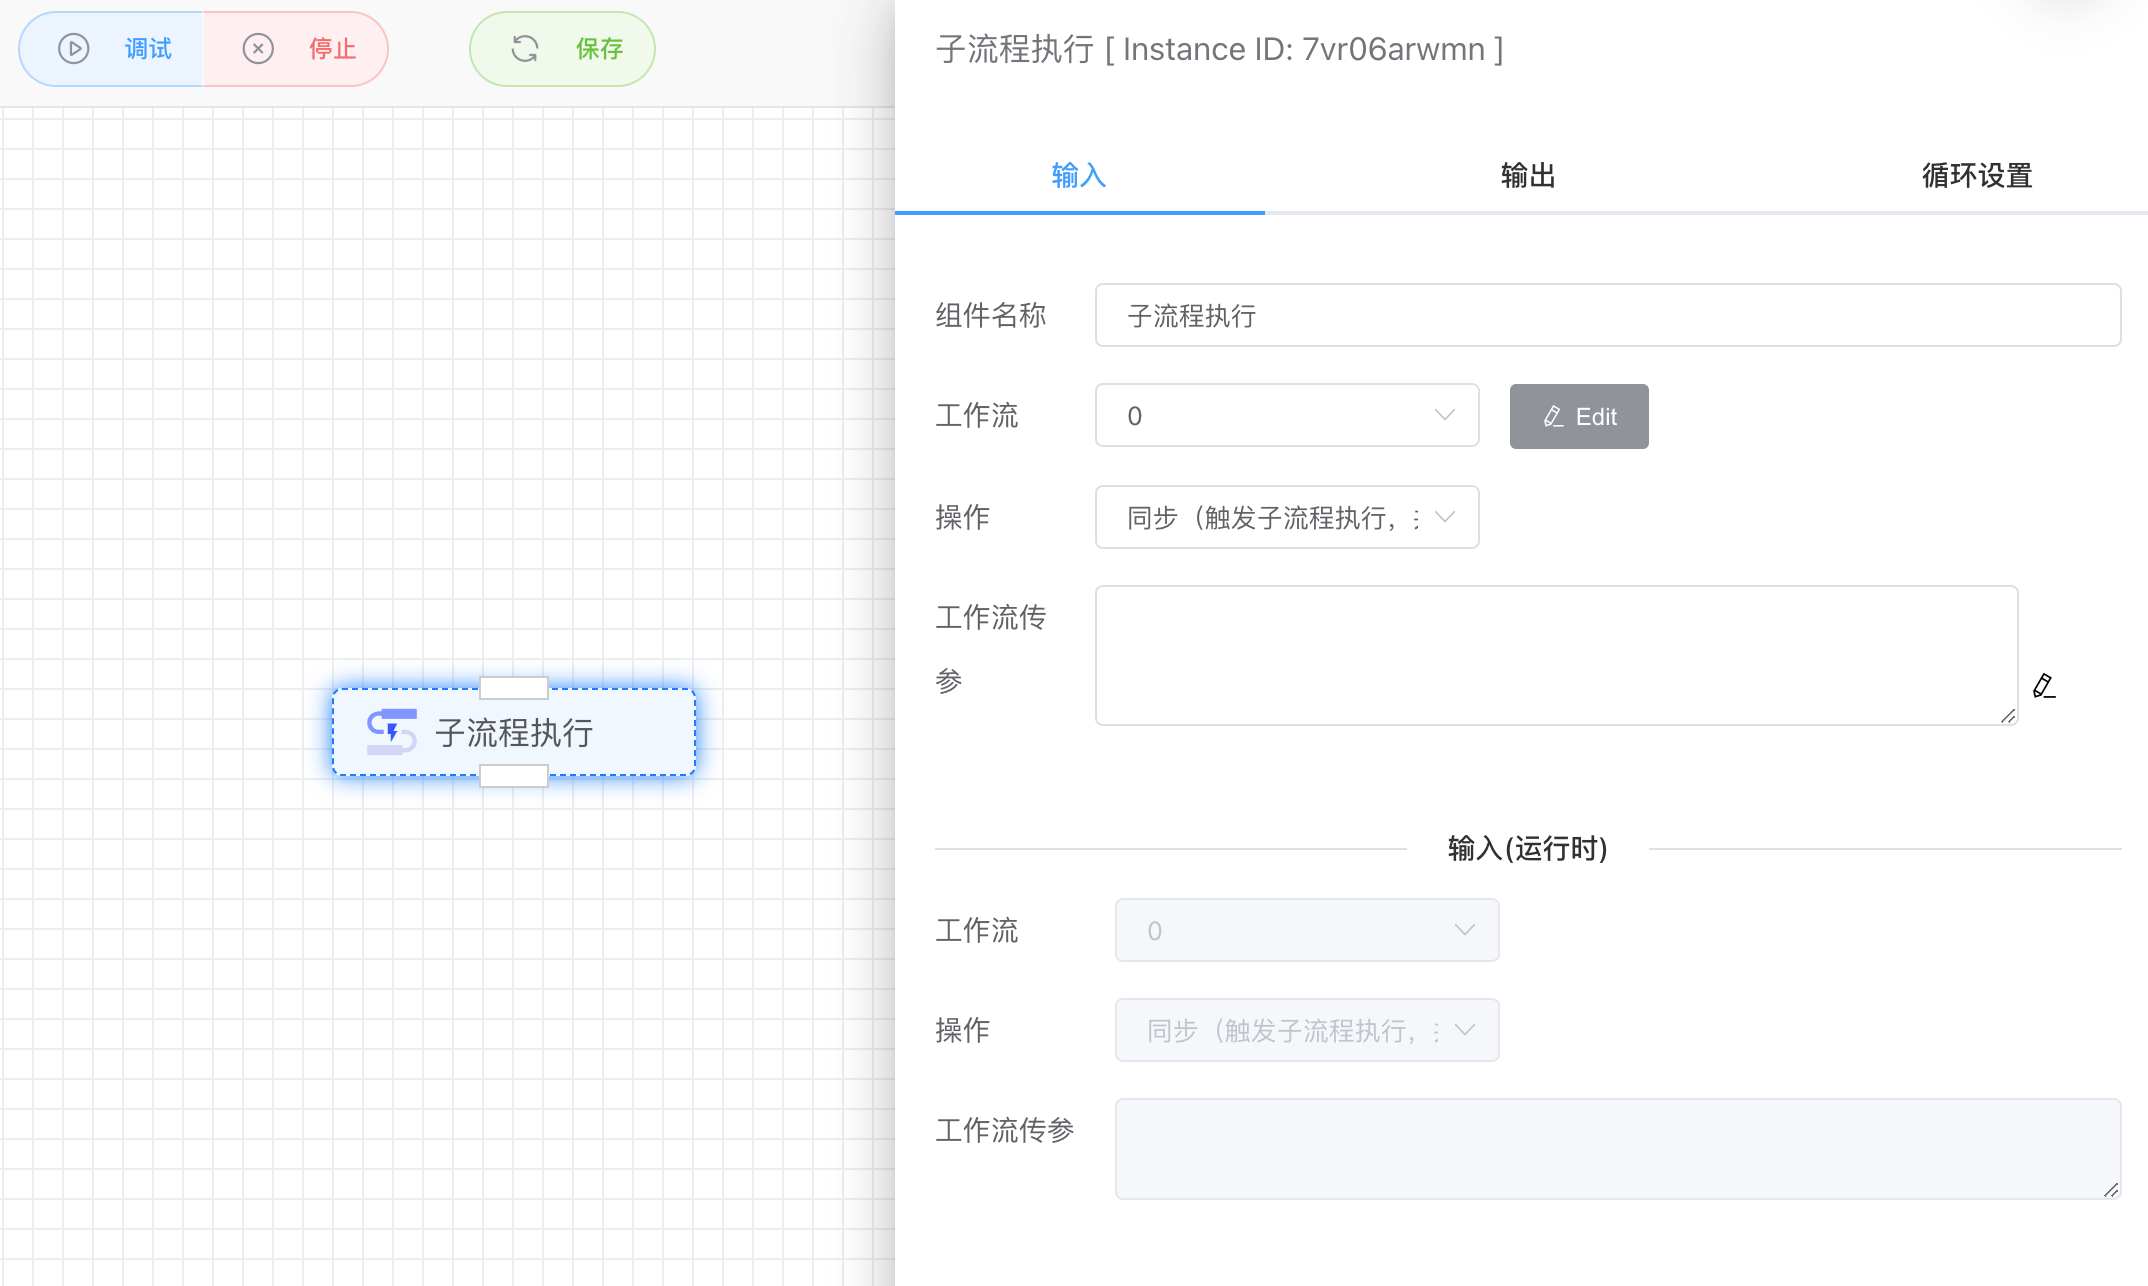 调试
停止
保存
子流程执行
子流程执行 [ Instance ID: 7vr06arwmn ]
输入
输出
循环设置
组件名称
子流程执行
工作流
0
Edit
操作
同步（触发子流程执行，
工作流传
参
输入(运行时)
工作流
0
操作
同步（触发子流程执行，
工作流传参